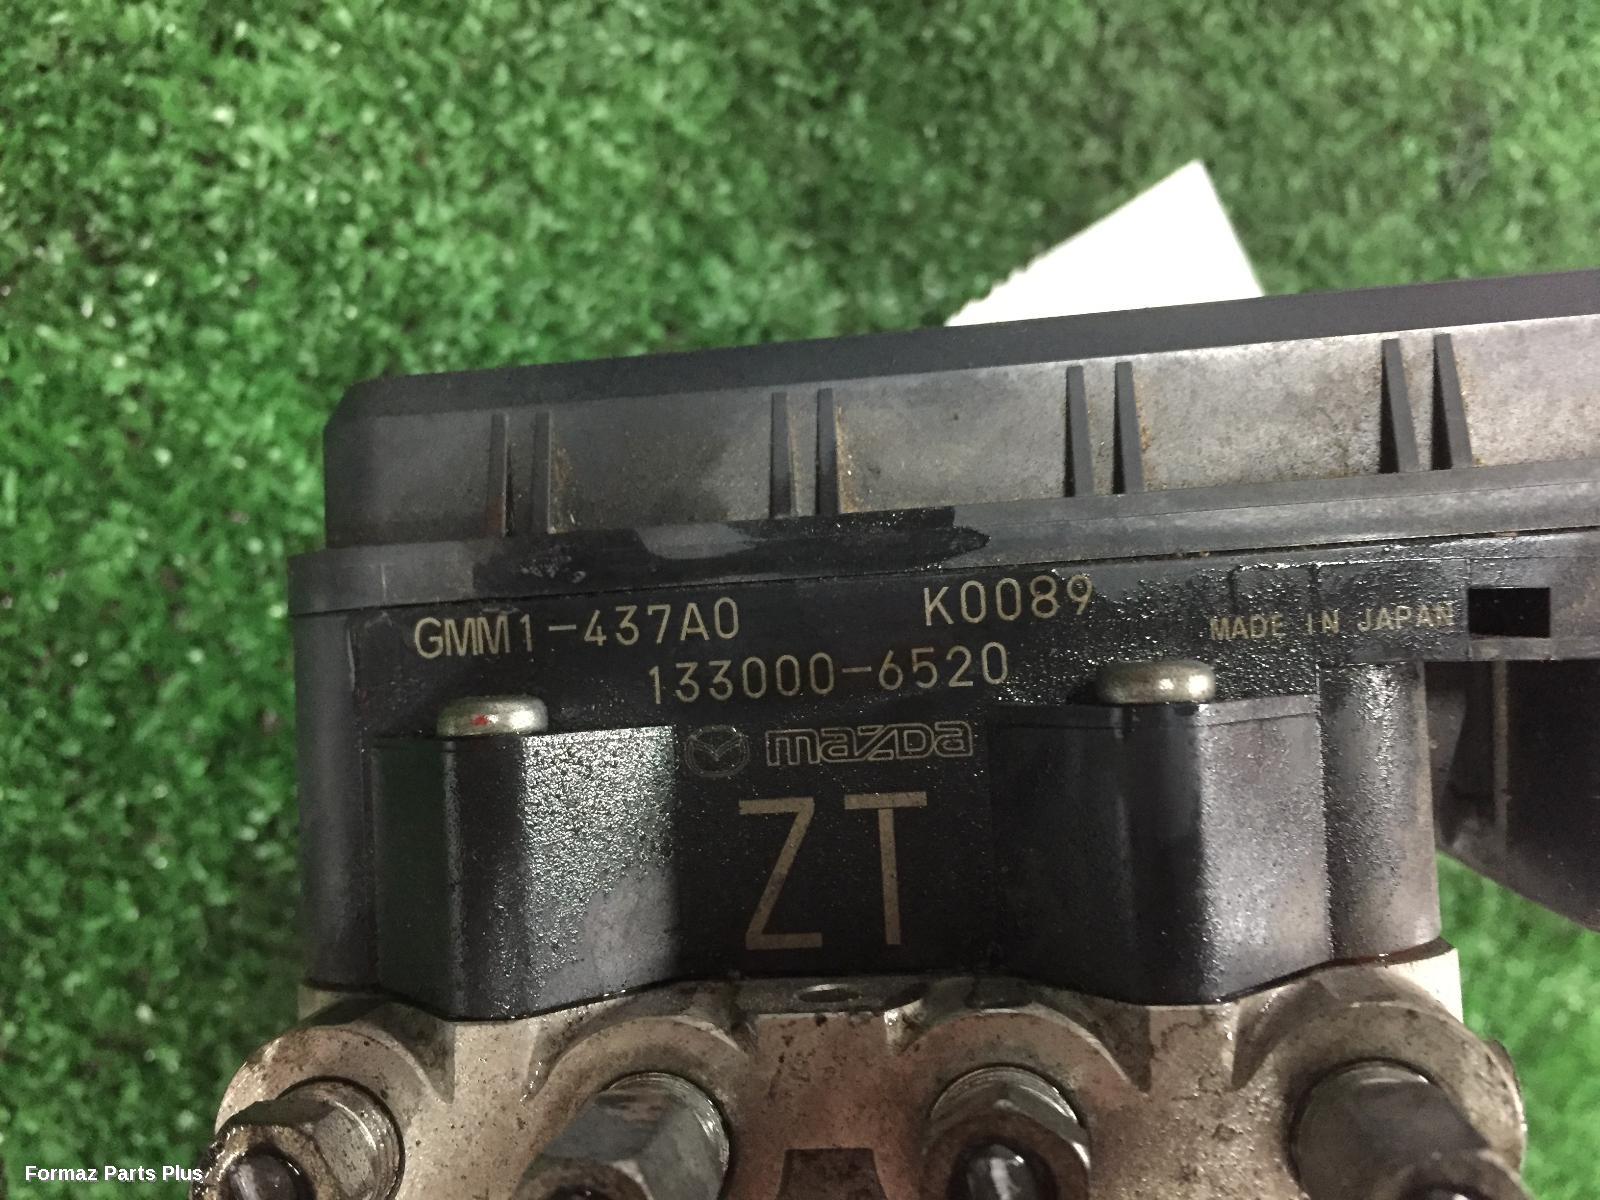 GMM1-437A0 K0089
133000-6520 MADE IN JAPAN
mazda
ZT
Formaz Parts Plus